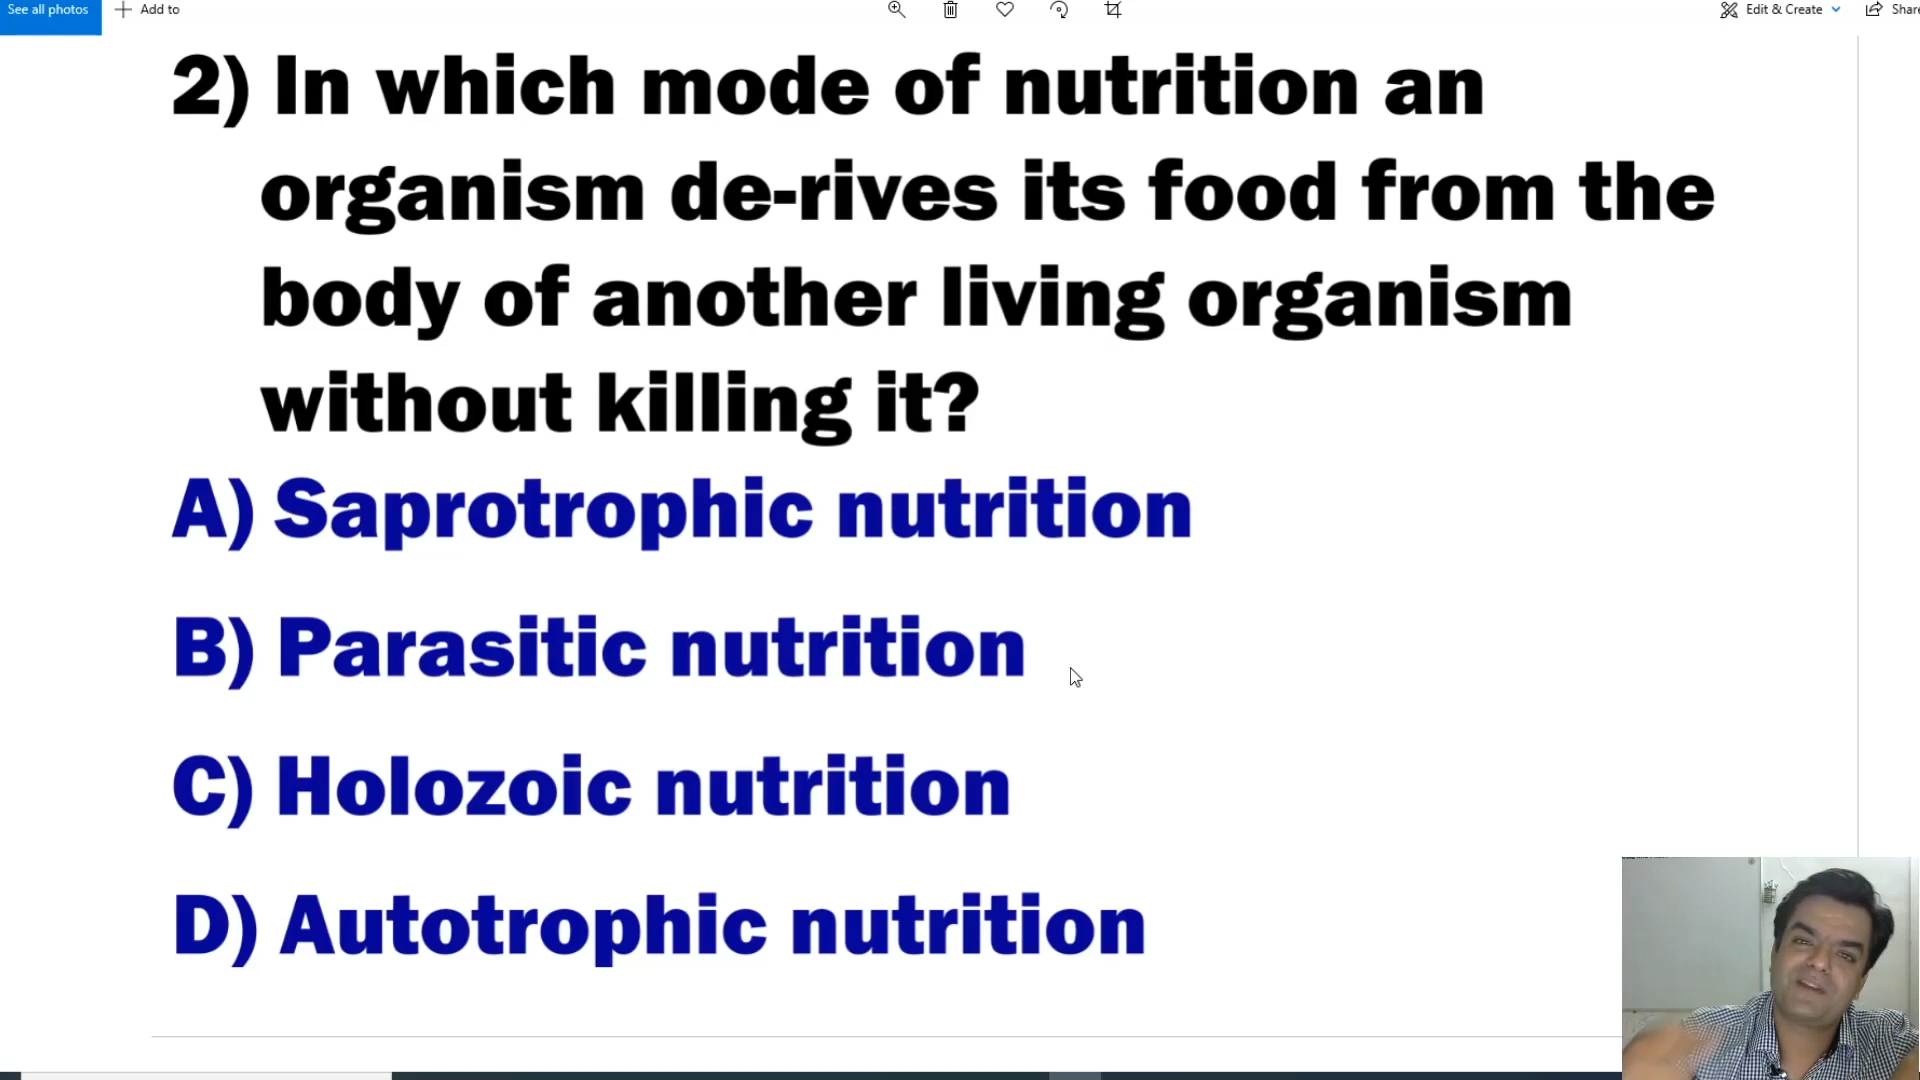 See all photos
Add to
Edit & Create
Share
2) In which mode of nutrition an
organism de-rives its food from the
body of another living organism
without killing it?
A) Saprotrophic nutrition
B) Parasitic nutrition
C) Holozoic nutrition
D) Autotrophic nutrition